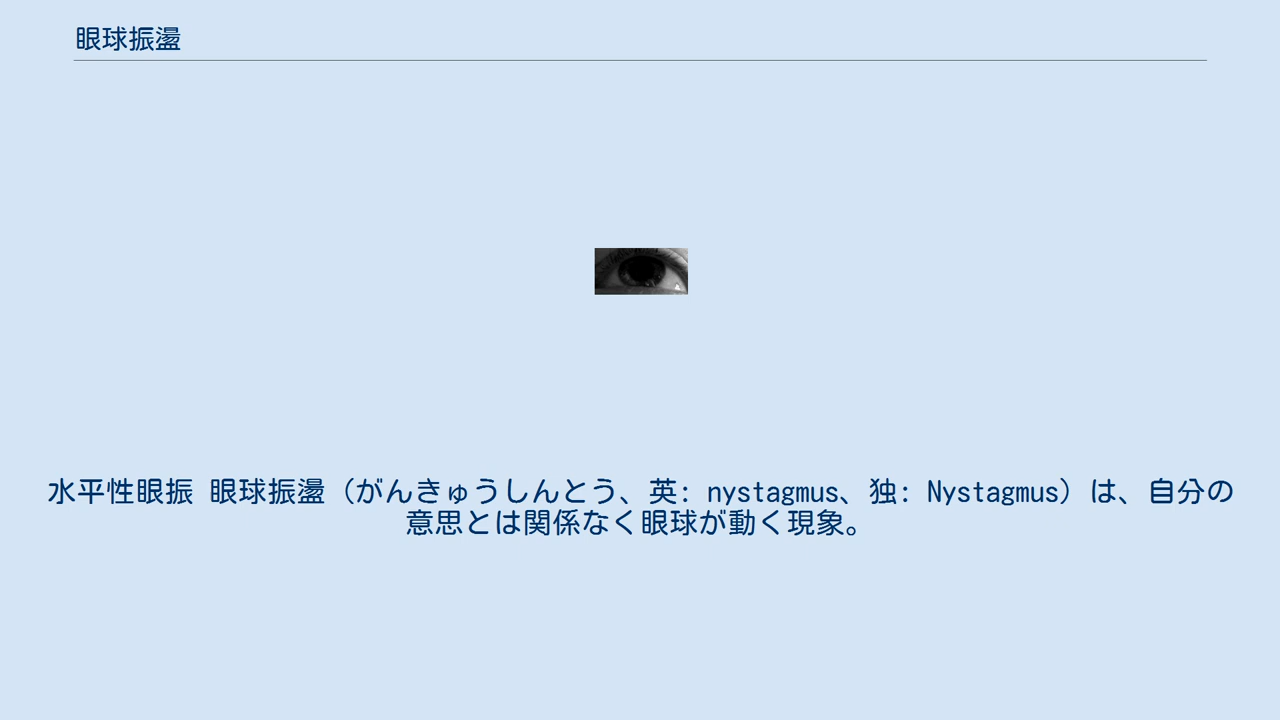 眼球振盪
水平性眼振 眼球振盪（がんきゅうしんとう、英: nystagmus、独: Nystagmus）は、自分の
意思とは関係なく眼球が動く現象。